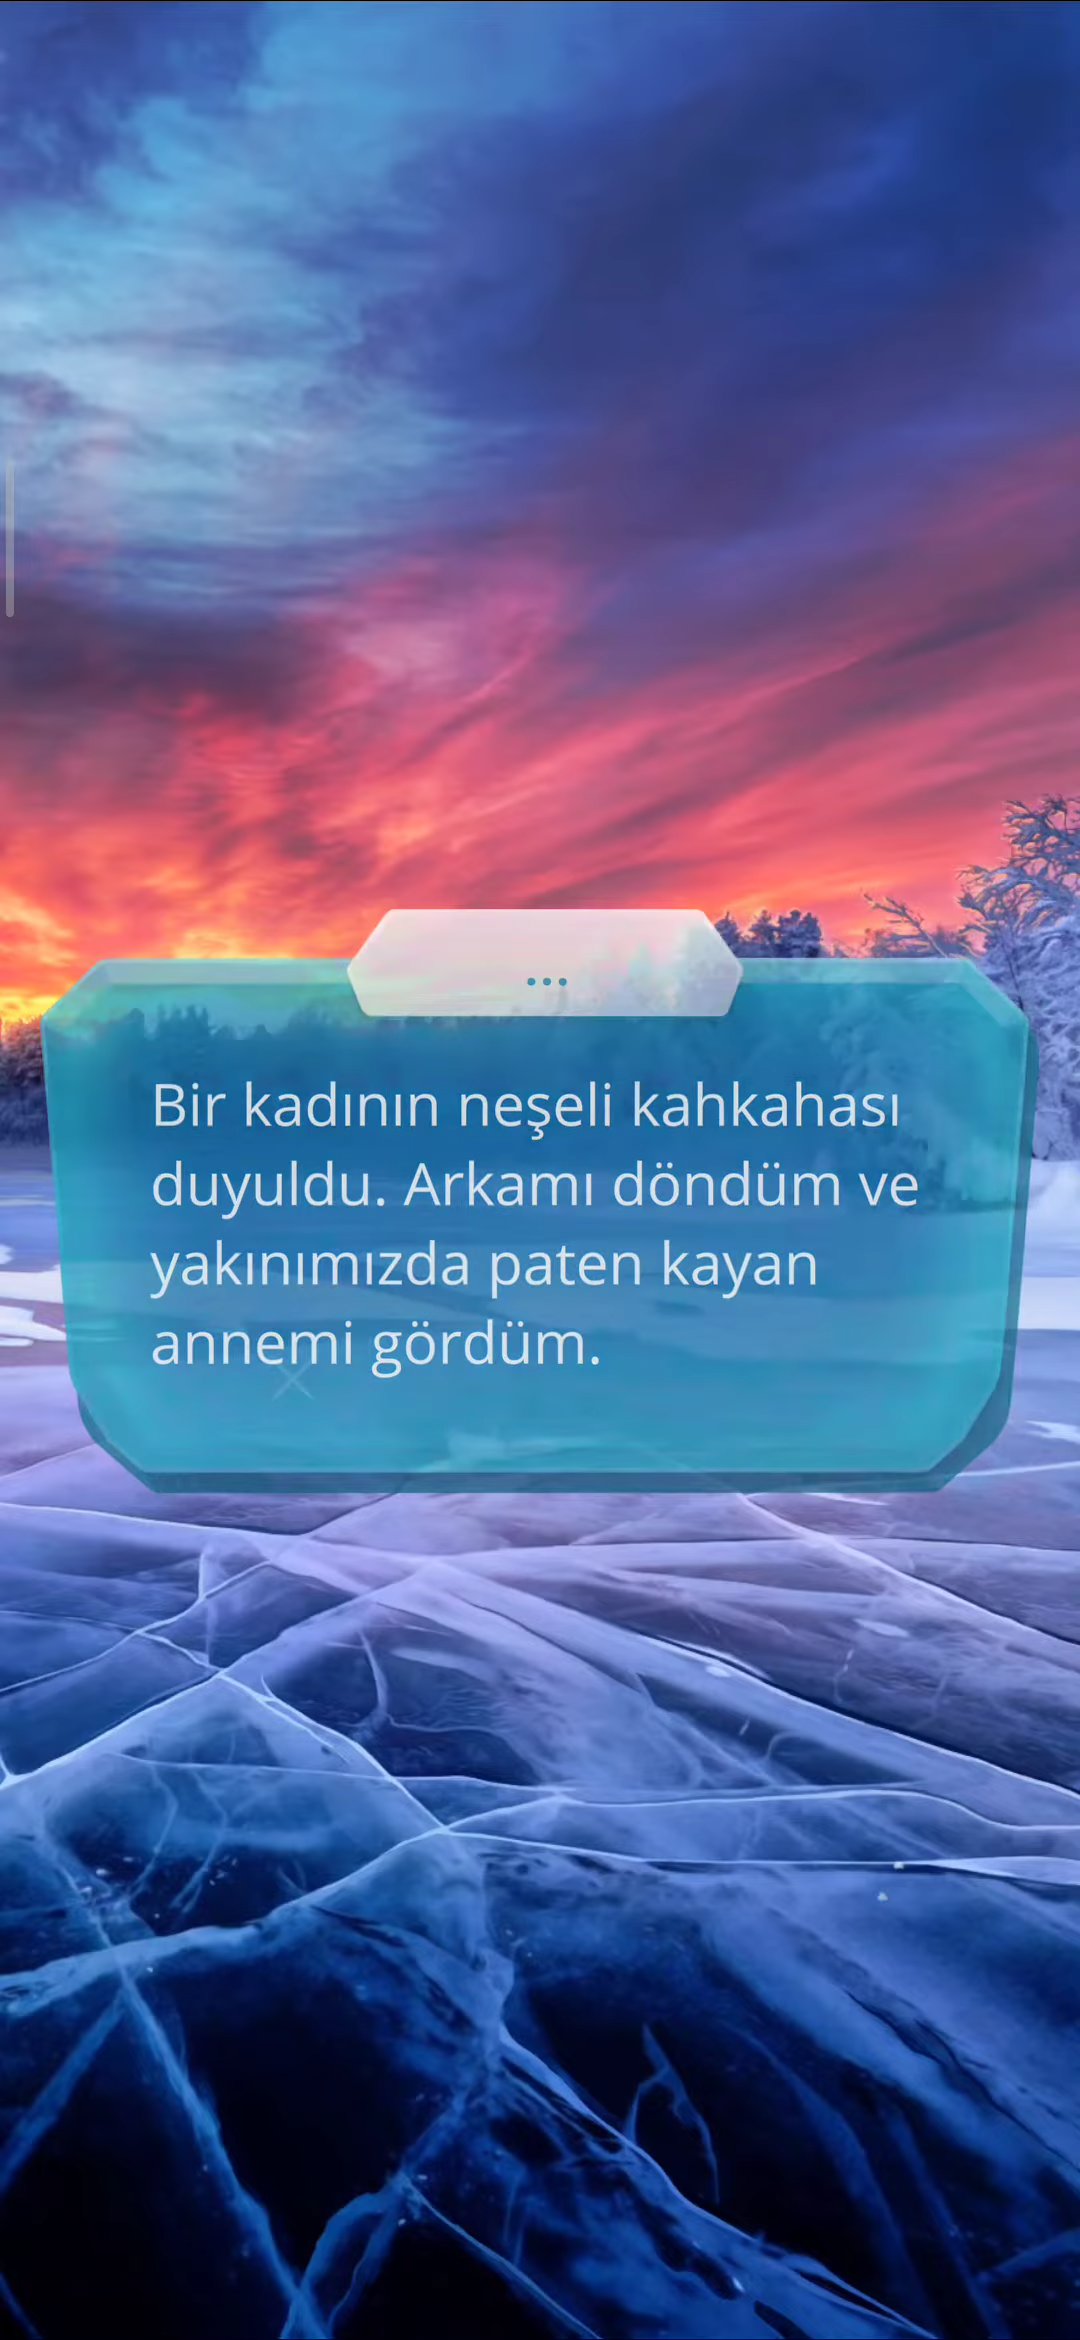 ...
Bir kadının neşeli kahkahası
duyuldu. Arkamı döndüm ve
yakınımızda paten kayan
annemi gördüm.